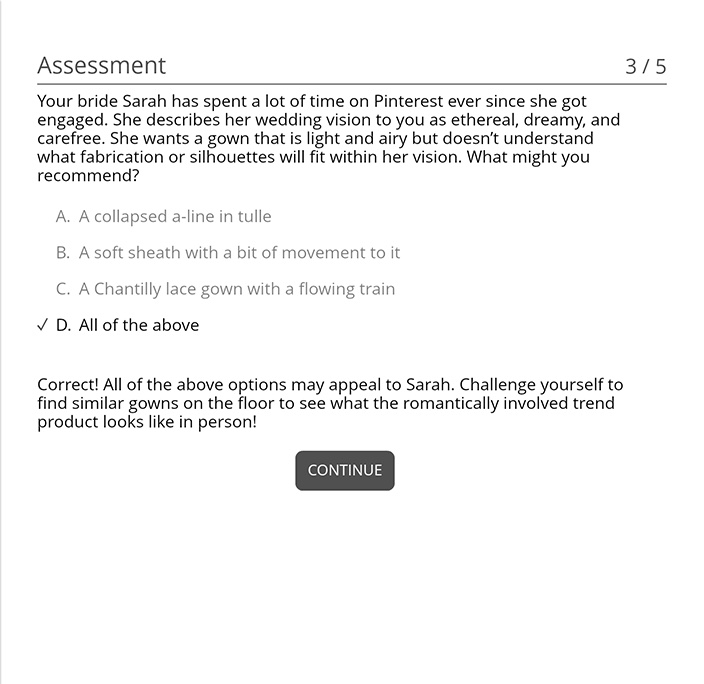 Assessment
3 / 5
Your bride Sarah has spent a lot of time on Pinterest ever since she got
engaged. She describes her wedding vision to you as ethereal, dreamy, and
carefree. She wants a gown that is light and airy but doesn’t understand
what fabrication or silhouettes will fit within her vision. What might you
recommend?
A. A collapsed a-line in tulle
B. A soft sheath with a bit of movement to it
C. A Chantilly lace gown with a flowing train
✓ D. All of the above
Correct! All of the above options may appeal to Sarah. Challenge yourself to
find similar gowns on the floor to see what the romantically involved trend
product looks like in person!
CONTINUE